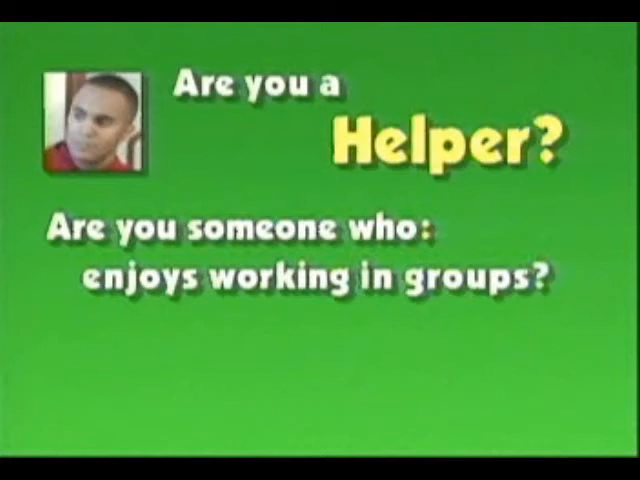 Are you a
Helper?
Are you someone who:
enjoys working in groups?